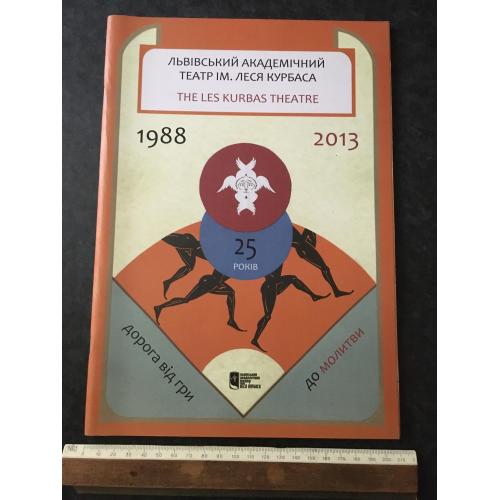 ЛЬВІВСЬКИЙ АКАДЕМІЧНИЙ
ТЕАТР ІМ. ЛЕСЯ КУРБАСА
THE LES KURBAS THEATRE
1988
2013
25
РОКІВ
дорога від гри
до молитви